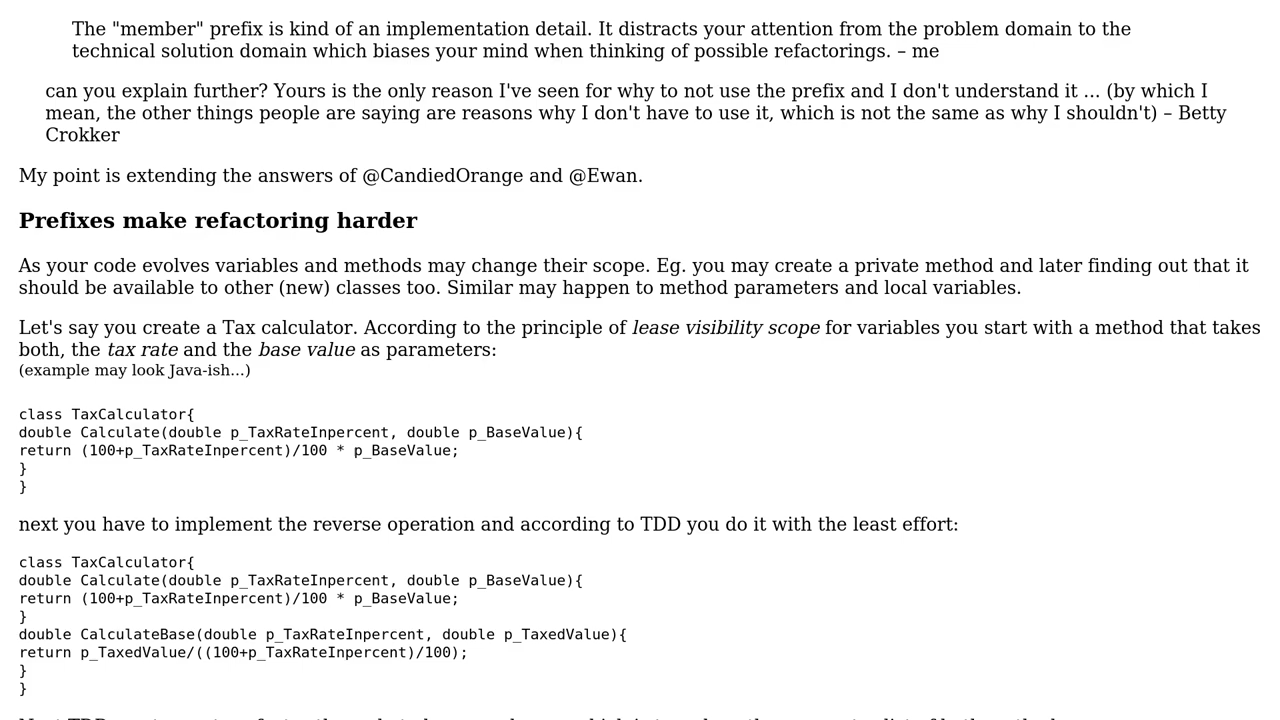 The "member" prefix is kind of an implementation detail. It distracts your attention from the problem domain to the
technical solution domain which biases your mind when thinking of possible refactorings. – me
can you explain further? Yours is the only reason I've seen for why to not use the prefix and I don't understand it ... (by which I
mean, the other things people are saying are reasons why I don't have to use it, which is not the same as why I shouldn't) – Betty
Crokker
My point is extending the answers of @CandiedOrange and @Ewan.
Prefixes make refactoring harder
As your code evolves variables and methods may change their scope. Eg. you may create a private method and later finding out that it
should be available to other (new) classes too. Similar may happen to method parameters and local variables.
Let's say you create a Tax calculator. According to the principle of lease visibility scope for variables you start with a method that takes
both, the tax rate and the base value as parameters:
(example may look Java-ish...)
class TaxCalculator{
double Calculate(double p_TaxRateInpercent, double p_BaseValue){
return (100+p_TaxRateInpercent)/100 * p_BaseValue;
}
}
next you have to implement the reverse operation and according to TDD you do it with the least effort:
class TaxCalculator{
double Calculate(double p_TaxRateInpercent, double p_BaseValue){
return (100+p_TaxRateInpercent)/100 * p_BaseValue;
}
double CalculateBase(double p_TaxRateInpercent, double p_TaxedValue){
return p_TaxedValue/((100+p_TaxRateInpercent)/100);
}
}